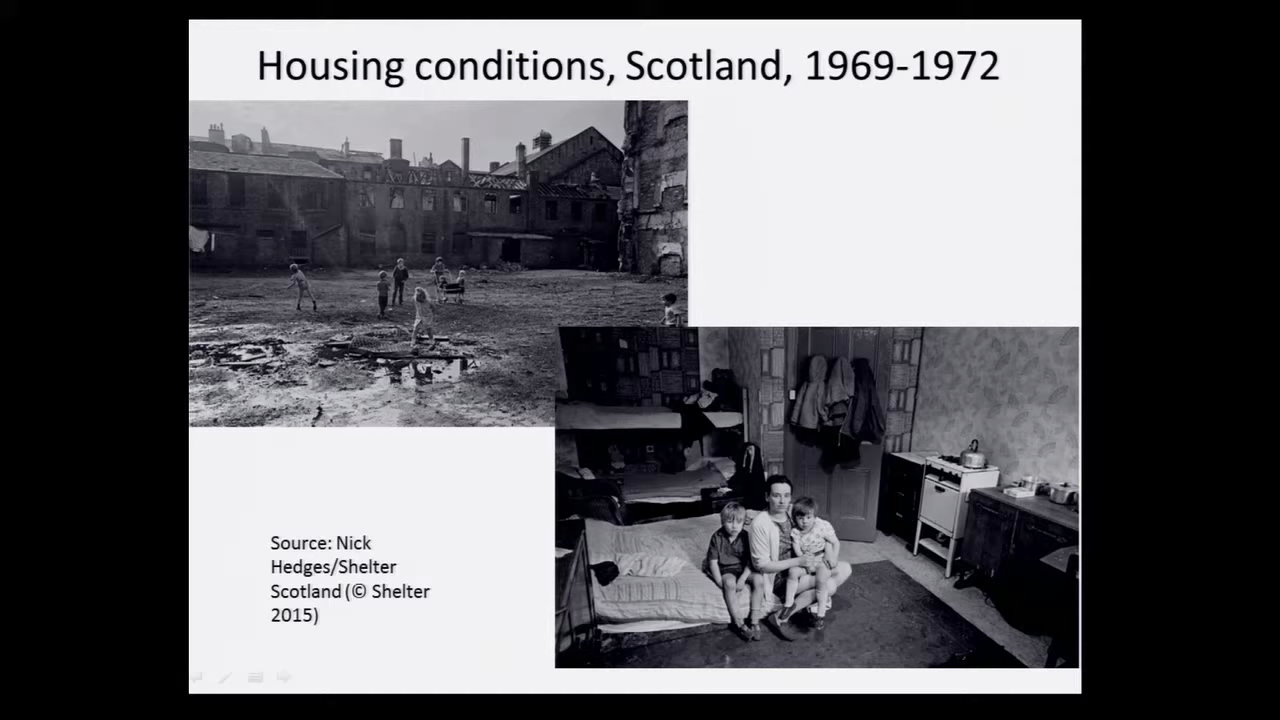 Housing conditions, Scotland, 1969-1972
Source: Nick
Hedges/Shelter
Scotland (© Shelter
2015)